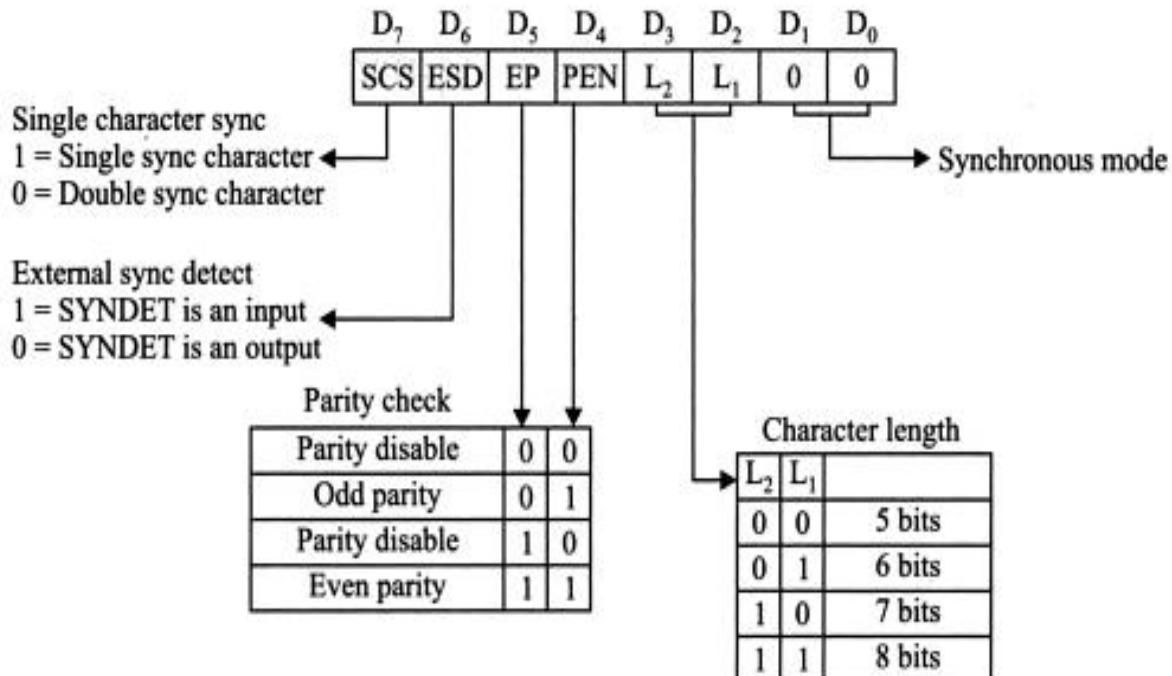 D₇ D₆ D₅ D₄ D₃ D₂ D₁ D₀
SCS ESD EP PEN L₂ L₁ 0 0
Single character sync
1 = Single sync character
0 = Double sync character
Synchronous mode
External sync detect
1 = SYNDET is an input
0 = SYNDET is an output
Parity check
Parity disable 0 0
Odd parity 0 1
Parity disable 1 0
Even parity 1 1
Character length
L₂ L₁
0 0 5 bits
0 1 6 bits
1 0 7 bits
1 1 8 bits